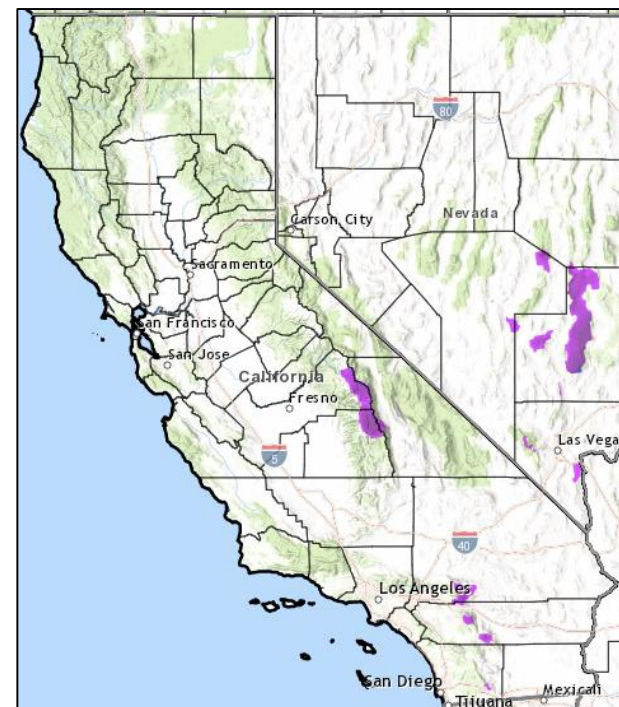 80
Carson City
Nevada
Sacramento
San Francisco
San Jose
California
Fresno
5
Las Vega
40
Los Angeles
San Diego
Tijuana
Mexicali